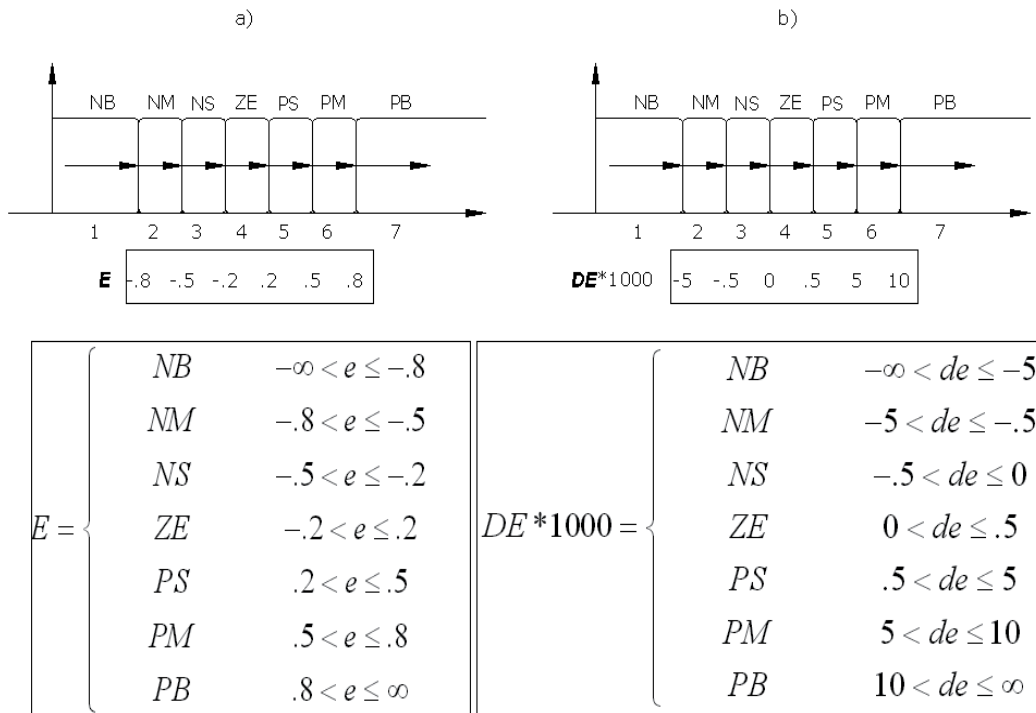 a)
b)
NB NM NS ZE PS PM PB
NB NM NS ZE PS PM PB
1 2 3 4 5 6 7
1 2 3 4 5 6 7
E -.8 -.5 -.2 .2 .5 .8
DE*1000 -5 -.5 0 .5 5 10
E = {
NB −∞ < e ≤ −.8
NM −.8 < e ≤ −.5
NS −.5 < e ≤ −.2
ZE −.2 < e ≤ .2
PS .2 < e ≤ .5
PM .5 < e ≤ .8
PB .8 < e ≤ ∞
DE *1000 = {
NB −∞ < de ≤ −5
NM −5 < de ≤ −.5
NS −.5 < de ≤ 0
ZE 0 < de ≤ .5
PS .5 < de ≤ 5
PM 5 < de ≤ 10
PB 10 < de ≤ ∞